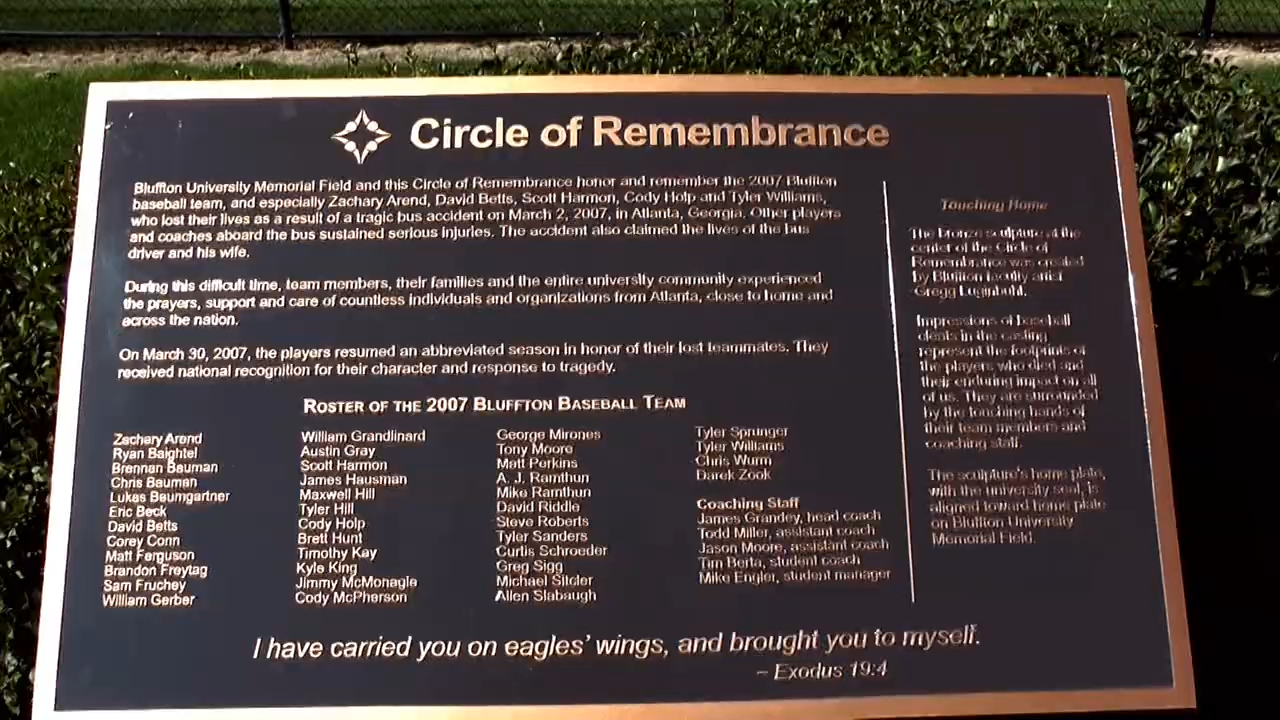 Circle of Remembrance
Bluffton University Memorial Field and this Circle of Remembrance honor and remember the 2007 Bluffton
baseball team, and especially Zachary Arend, David Betts, Scott Harmon, Cody Holp and Tyler Williams,
who lost their lives as a result of a tragic bus accident on March 2, 2007, in Atlanta, Georgia. Other players
and coaches aboard the bus sustained serious injuries. The accident also claimed the lives of the bus
driver and his wife.
During this difficult time, team members, their families and the entire university community experienced
the prayers, support and care of countless individuals and organizations from Atlanta, close to home and
across the nation.
On March 30, 2007, the players resumed an abbreviated season in honor of their lost teammates. They
received national recognition for their character and response to tragedy.
ROSTER OF THE 2007 BLUFFTON BASEBALL TEAM
Zachary Arend
Ryan Baightel
Brennan Bauman
Chris Bauman
Lukas Baumgartner
Eric Beck
David Betts
Corey Conn
Matt Ferguson
Brandon Freytag
Sam Fruchey
William Gerber
William Grandlinard
Austin Gray
Scott Harmon
James Hausman
Maxwell Hill
Tyler Hill
Cody Holp
Brett Hunt
Timothy Kay
Kyle King
Jimmy McMonagle
Cody McPherson
George Mirones
Tony Moore
Matt Perkins
A. J. Ramthun
Mike Ramthun
David Riddle
Steve Roberts
Tyler Sanders
Curtis Schroeder
Greg Sigg
Michael Sitcler
Allen Slabaugh
Tyler Sprunger
Tyler Williams
Chris Wurm
Darek Zook
Coaching Staff
James Grandey, head coach
Todd Miller, assistant coach
Jason Moore, assistant coach
Tim Berta, student coach
Mike Engler, student manager
Touching Home
The bronze sculpture at the
center of the Circle of
Remembrance was created
by Bluffton faculty artist
Gregg Luginbuhl.
Impressions of baseball
cleats in the casting
represent the footprints of
the players who died and
their enduring impact on all
of us. They are surrounded
by the touching hands of
their team members and
coaching staff.
The sculpture's home plate,
with the university seal, is
aligned toward home plate
on Bluffton University
Memorial Field.
I have carried you on eagles' wings, and brought you to myself.
– Exodus 19:4